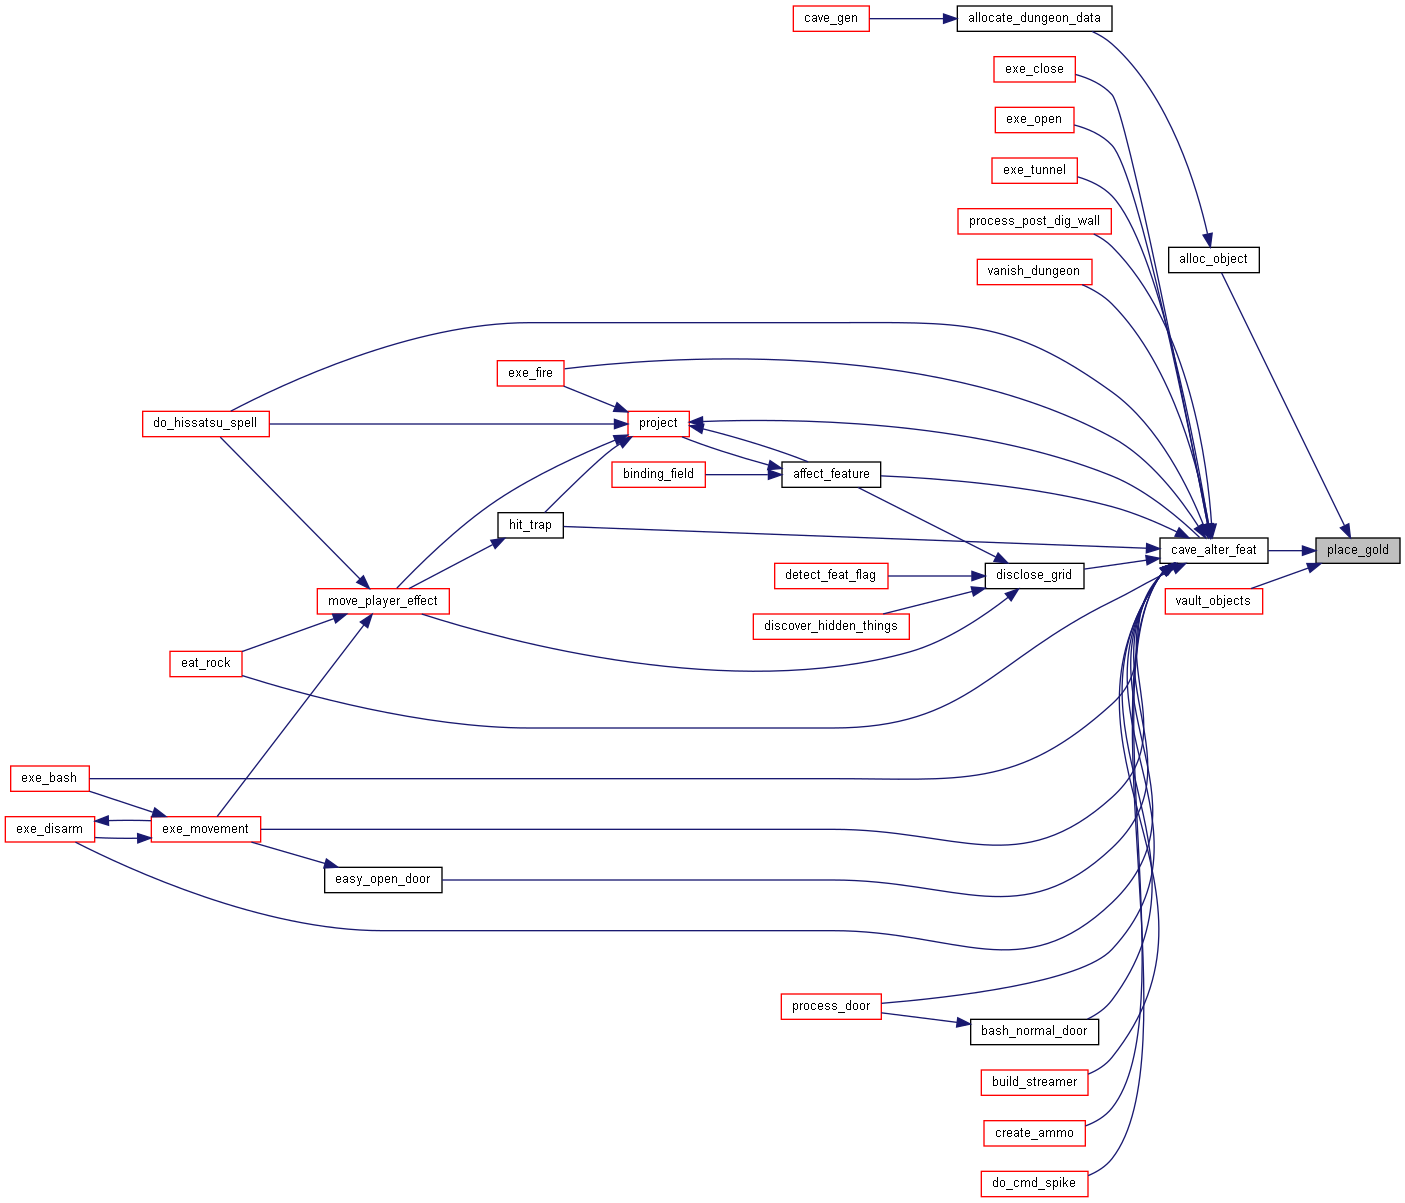 cave_gen
allocate_dungeon_data
exe_close
exe_open
exe_tunnel
process_post_dig_wall
alloc_object
vanish_dungeon
exe_fire
do_hissatsu_spell
project
binding_field
affect_feature
hit_trap
cave_alter_feat
place_gold
detect_feat_flag
disclose_grid
move_player_effect
vault_objects
discover_hidden_things
eat_rock
exe_bash
exe_disarm
exe_movement
easy_open_door
process_door
bash_normal_door
build_streamer
create_ammo
do_cmd_spike